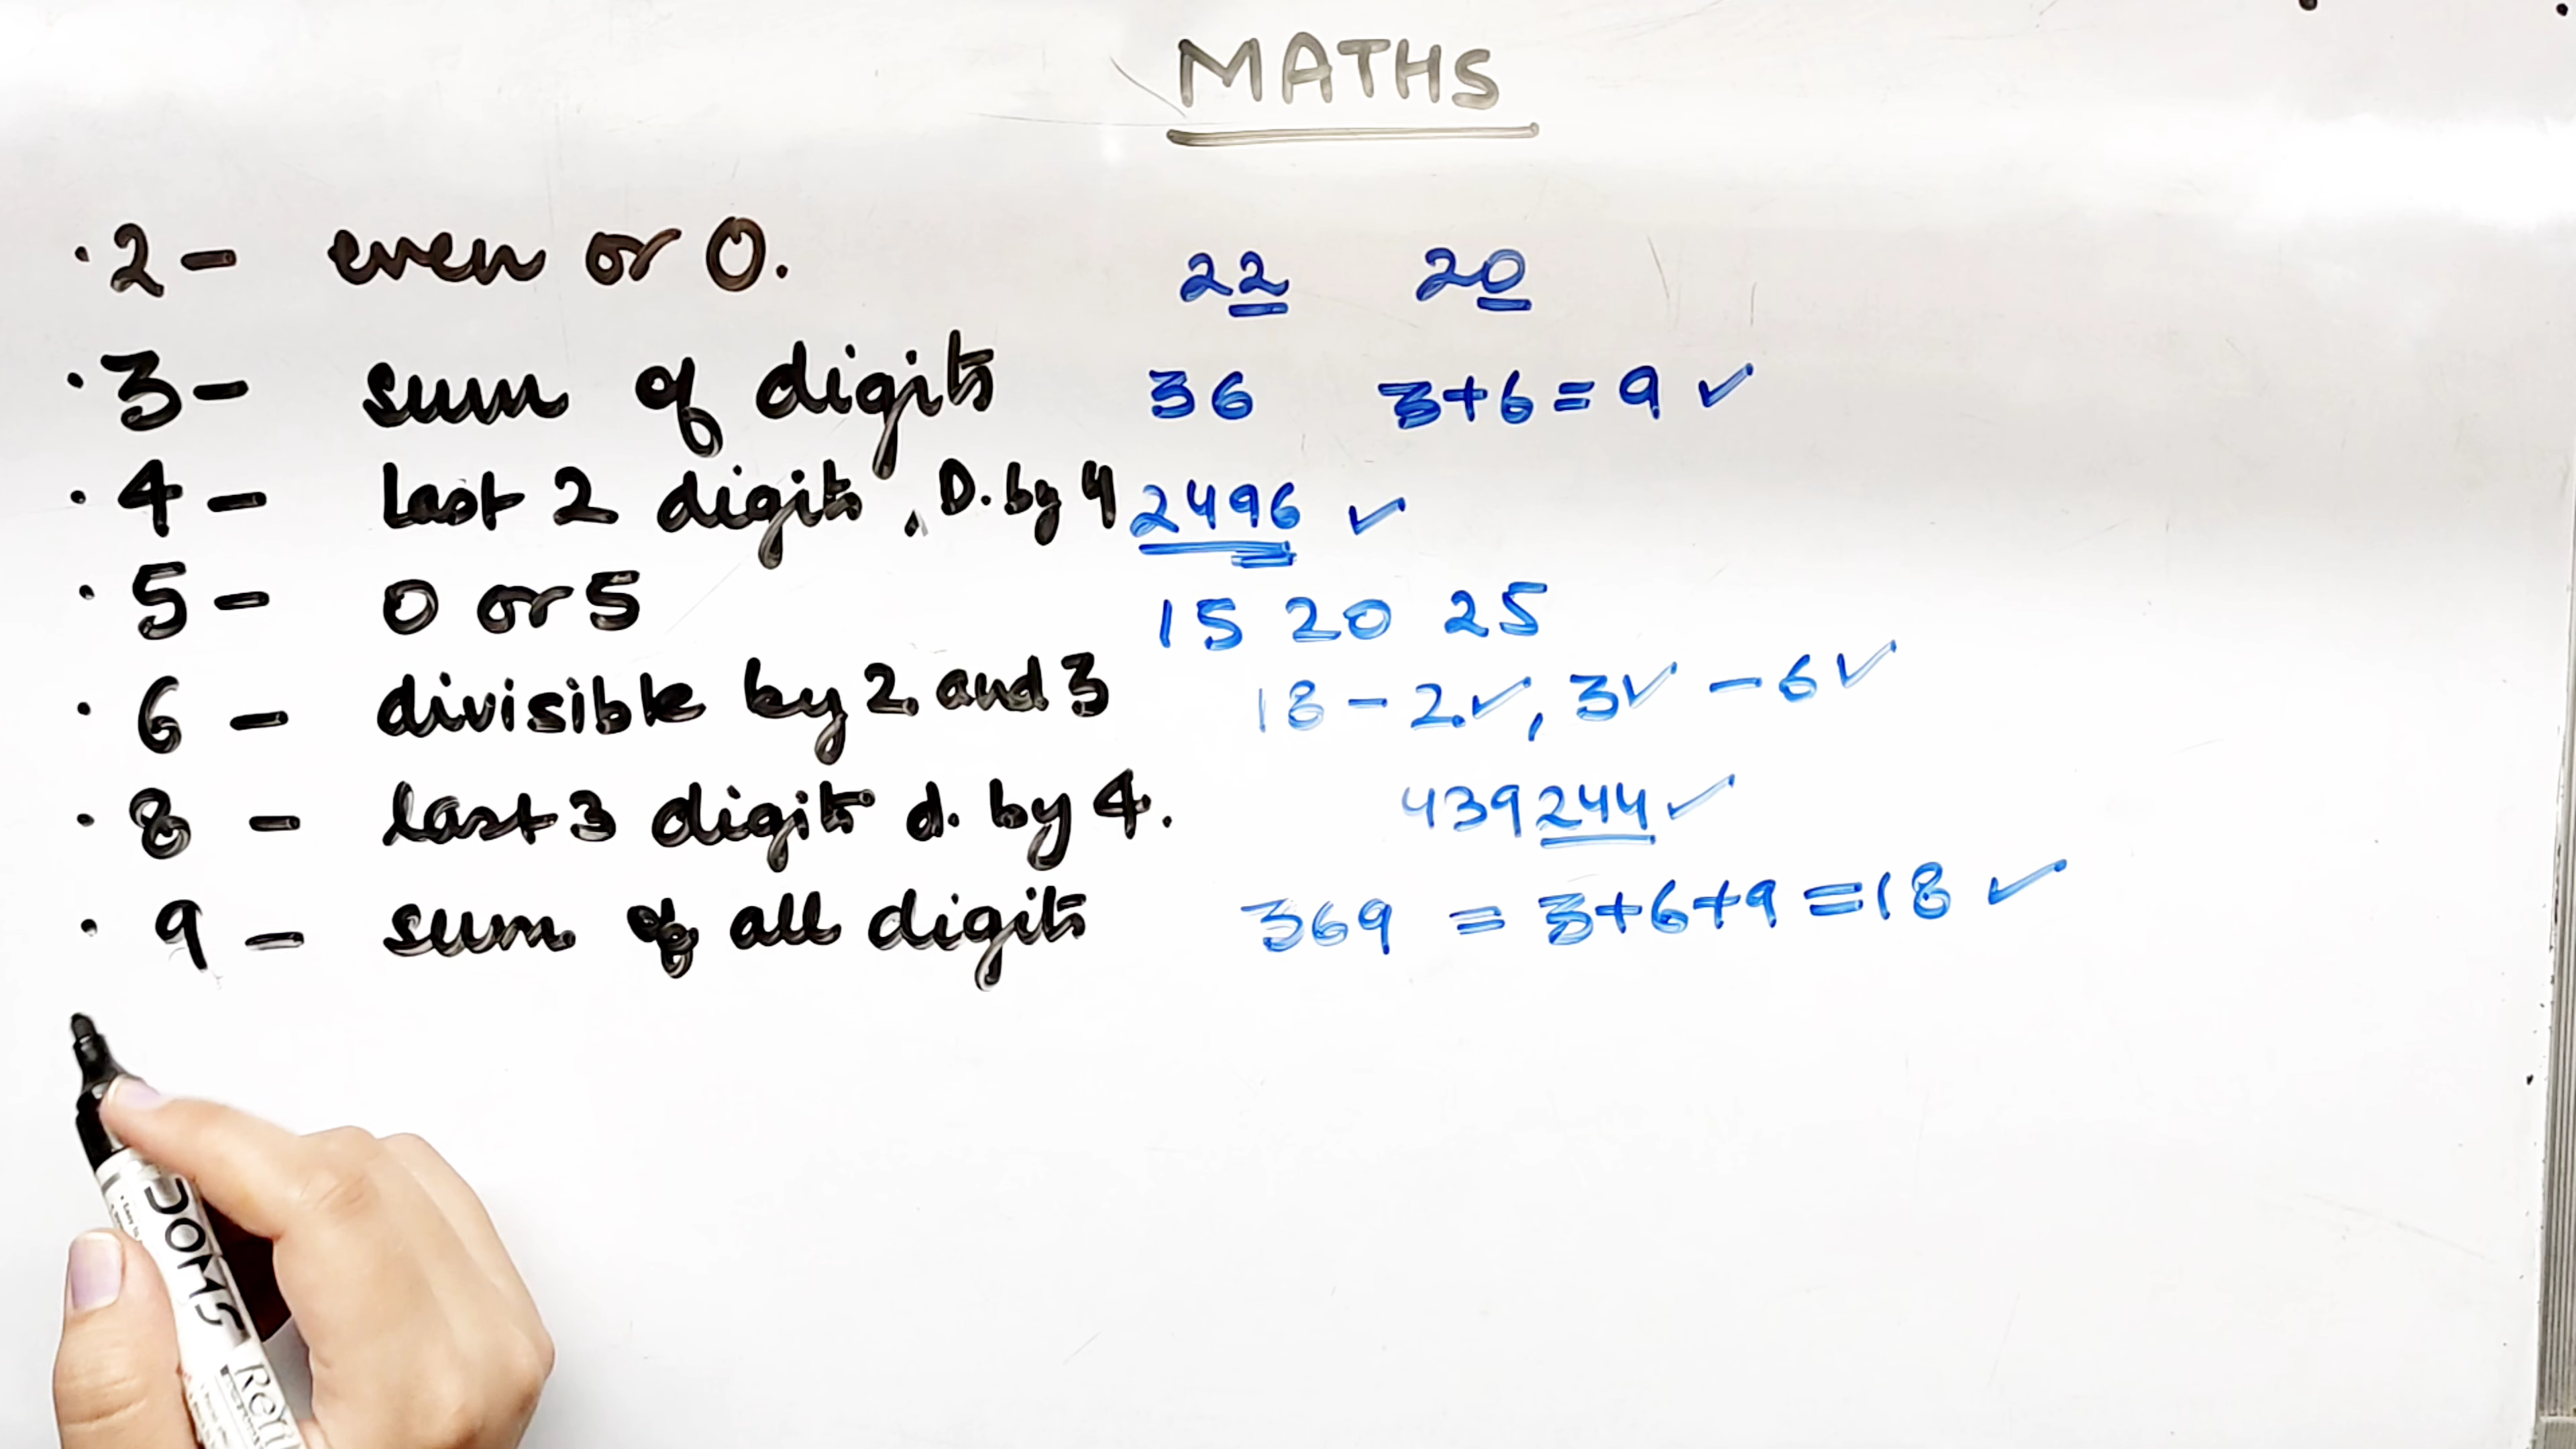 MATHS
· 2 - even or 0. 22 20
· 3 - sum of digits 36 3+6=9 ✓
· 4 - last 2 digits, D. by 4 2496 ✓
· 5 - 0 or 5 15 20 25
· 6 - divisible by 2 and 3 18 - 2✓, 3✓ - 6✓
· 8 - last 3 digits d. by 4. 439244 ✓
· 9 - sum of all digits 369 = 3+6+9 = 18 ✓
DOMS